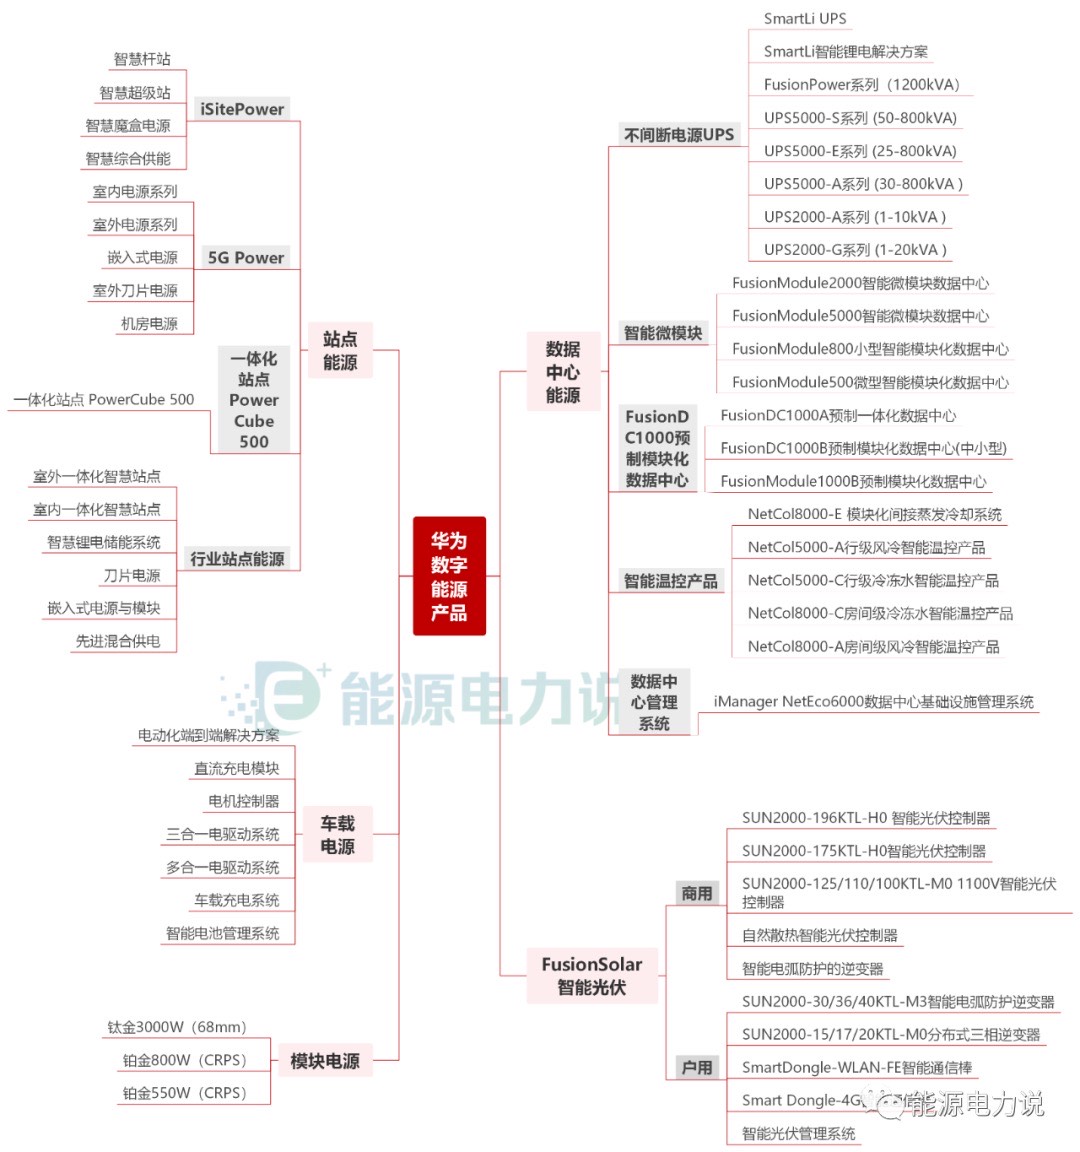 华为
数字
能源
产品
站点
能源
iSitePower
智慧杆站
智慧超级站
智慧魔盒电源
智慧综合供能
5G Power
室内电源系列
室外电源系列
嵌入式电源
室外刀片电源
机房电源
一体化
站点
Power
Cube
500
一体化站点 PowerCube 500
行业站点能源
室外一体化智慧站点
室内一体化智慧站点
智慧锂电储能系统
刀片电源
嵌入式电源与模块
先进混合供电
车载
电源
电动化端到端解决方案
直流充电模块
电机控制器
三合一电驱动系统
多合一电驱动系统
车载充电系统
智能电池管理系统
模块电源
钛金3000W（68mm）
铂金800W（CRPS）
铂金550W（CRPS）
数据
中心
能源
不间断电源UPS
SmartLi UPS
SmartLi智能锂电解决方案
FusionPower系列（1200kVA）
UPS5000-S系列 (50-800kVA)
UPS5000-E系列 (25-800kVA)
UPS5000-A系列 (30-800kVA )
UPS2000-A系列 (1-10kVA )
UPS2000-G系列 (1-20kVA )
智能微模块
FusionModule2000智能微模块数据中心
FusionModule5000智能微模块数据中心
FusionModule800小型智能模块化数据中心
FusionModule500微型智能模块化数据中心
FusionD
C1000预
制模块化
数据中心
FusionDC1000A预制一体化数据中心
FusionDC1000B预制模块化数据中心(中小型)
FusionModule1000B预制模块化数据中心
智能温控产品
NetCol8000-E 模块化间接蒸发冷却系统
NetCol5000-A行级风冷智能温控产品
NetCol5000-C行级冷冻水智能温控产品
NetCol8000-C房间级冷冻水智能温控产品
NetCol8000-A房间级风冷智能温控产品
数据中
心管理
系统
iManager NetEco6000数据中心基础设施管理系统
FusionSolar
智能光伏
商用
SUN2000-196KTL-H0 智能光伏控制器
SUN2000-175KTL-H0智能光伏控制器
SUN2000-125/110/100KTL-M0 1100V智能光伏
控制器
自然散热智能光伏控制器
智能电弧防护的逆变器
户用
SUN2000-30/36/40KTL-M3智能电弧防护逆变器
SUN2000-15/17/20KTL-M0分布式三相逆变器
SmartDongle-WLAN-FE智能通信棒
Smart Dongle-4G
智能光伏管理系统
能源电力说
能源电力说